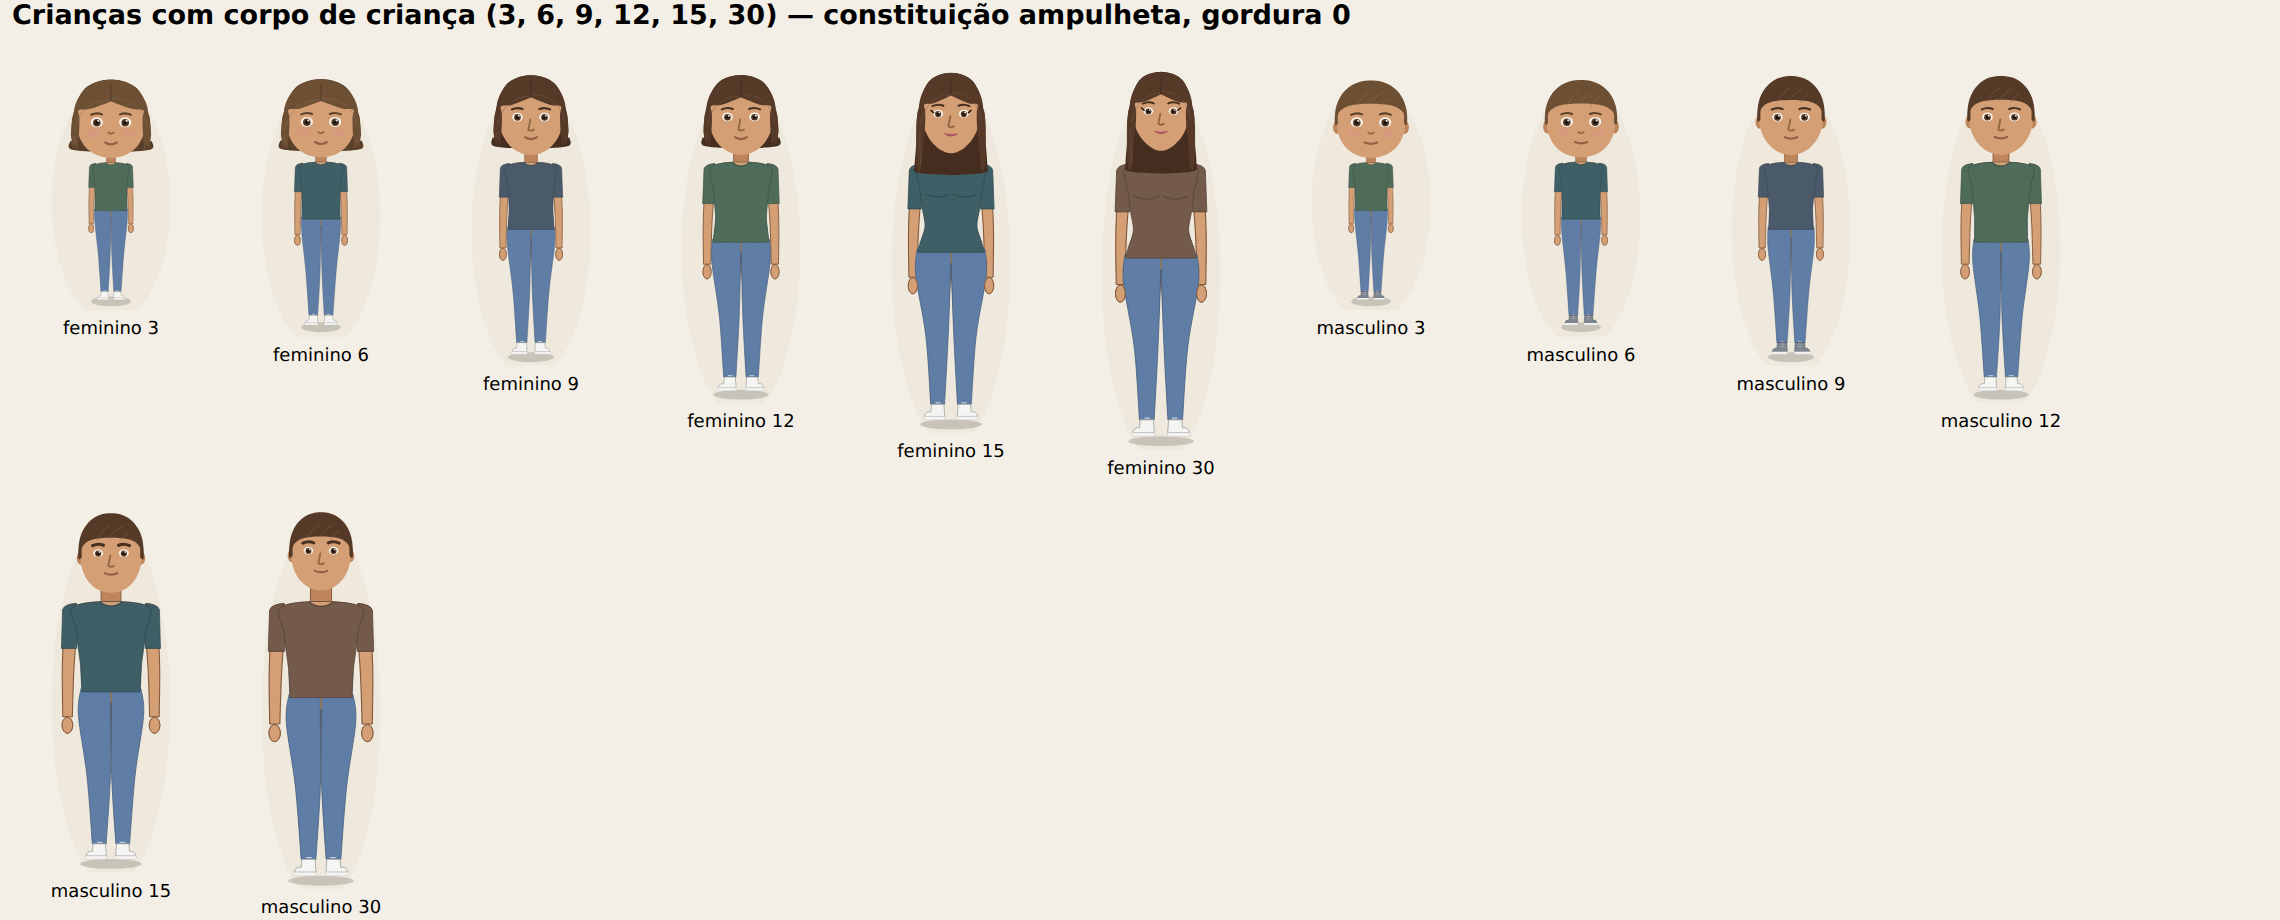 Crianças com corpo de criança (3, 6, 9, 12, 15, 30) — constituição ampulheta, gordura 0
feminino 3
feminino 6
feminino 9
feminino 12
feminino 15
feminino 30
masculino 3
masculino 6
masculino 9
masculino 12
masculino 15
masculino 30